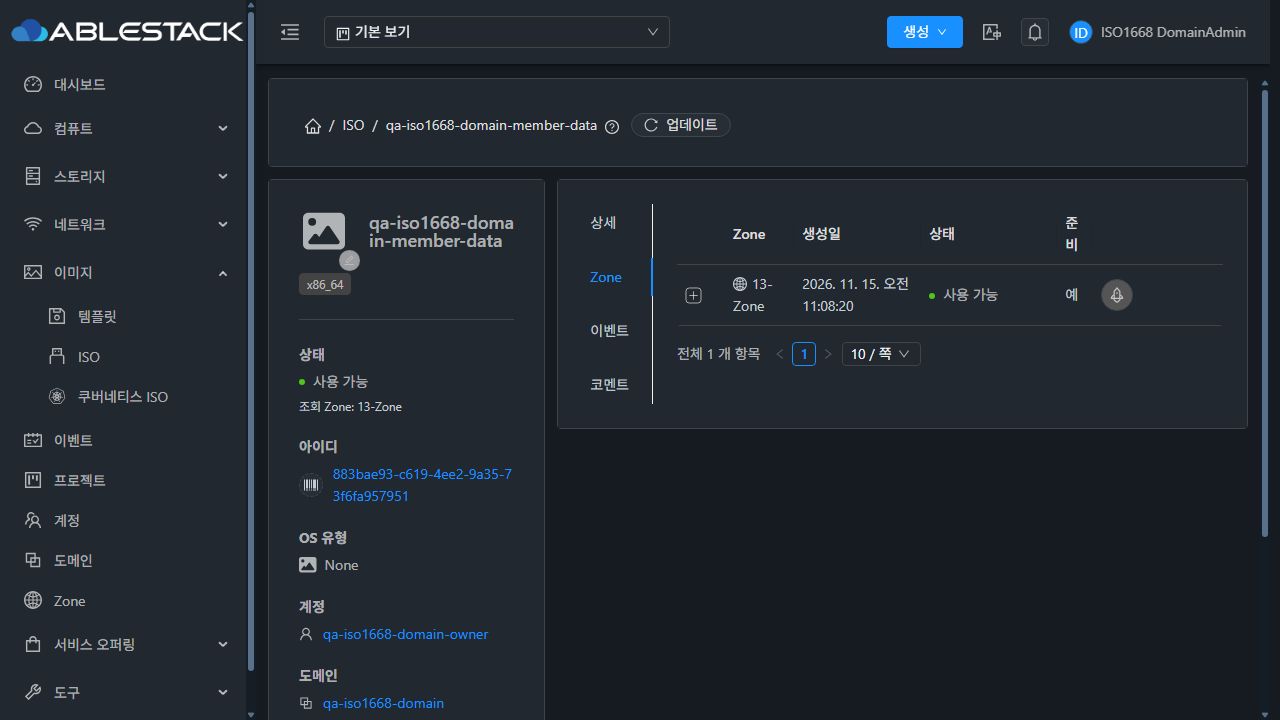 ABLESTACK
기본 보기
생성
ID
ISO1668 DomainAdmin
대시보드
컴퓨트
스토리지
네트워크
이미지
템플릿
ISO
쿠버네티스 ISO
이벤트
프로젝트
계정
도메인
Zone
서비스 오퍼링
도구
/ ISO / qa-iso1668-domain-member-data
업데이트
qa-iso1668-doma
in-member-data
x86_64
상태
사용 가능
조회 Zone: 13-Zone
아이디
883bae93-c619-4ee2-9a35-7
3f6fa957951
OS 유형
None
계정
qa-iso1668-domain-owner
도메인
qa-iso1668-domain
상세
Zone
이벤트
코멘트
Zone 생성일 상태 준
비
13-
Zone
2026. 11. 15. 오전
11:08:20
사용 가능
예
전체 1 개 항목
1
10 / 쪽